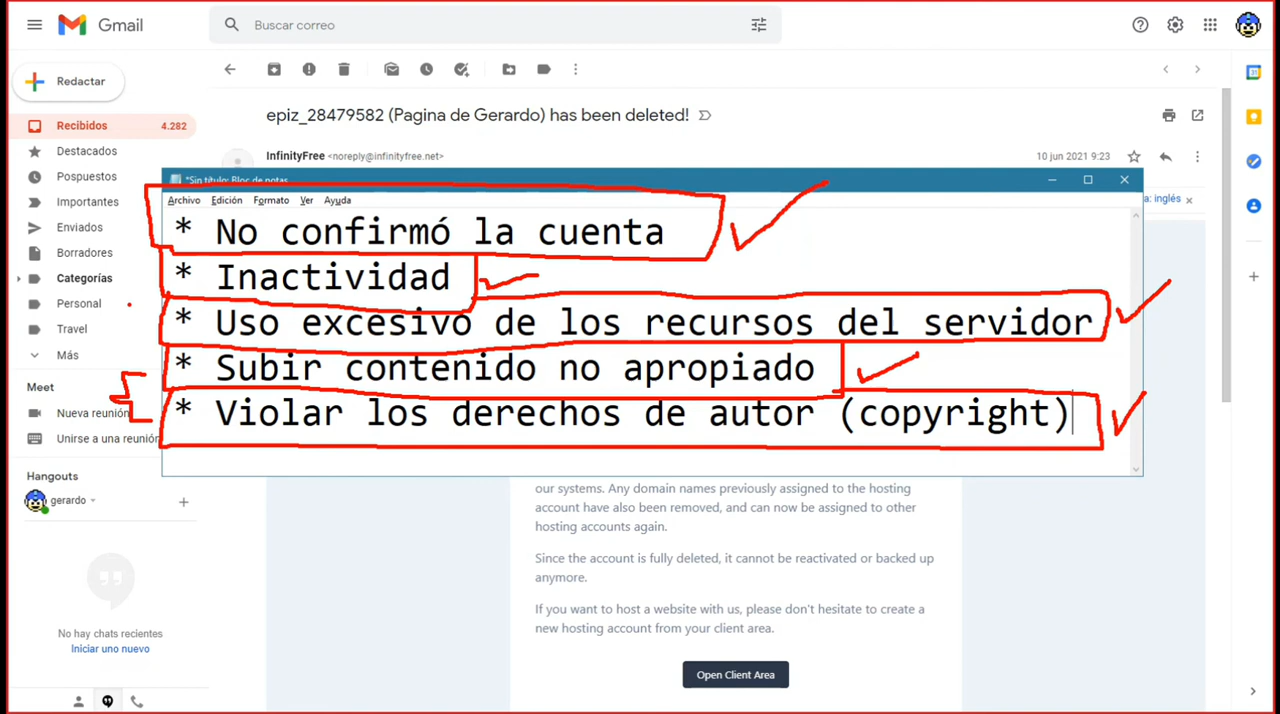 Gmail
Buscar correo
Redactar
Recibidos 4.282
Destacados
Pospuestos
Importantes
Enviados
Borradores
Categorías
Personal
Travel
Más
Meet
Nueva reunión
Unirse a una reunión
Hangouts
gerardo
No hay chats recientes
Iniciar uno nuevo
epiz_28479582 (Pagina de Gerardo) has been deleted!
InfinityFree <noreply@infinityfree.net>
10 jun 2021 9:23
a: inglés
*Sin título: Bloc de notas
Archivo Edición Formato Ver Ayuda
* No confirmó la cuenta
* Inactividad
* Uso excesivo de los recursos del servidor
* Subir contenido no apropiado
* Violar los derechos de autor (copyright)
our systems. Any domain names previously assigned to the hosting
account have also been removed, and can now be assigned to other
hosting accounts again.
Since the account is fully deleted, it cannot be reactivated or backed up
anymore.
If you want to host a website with us, please don't hesitate to create a
new hosting account from your client area.
Open Client Area